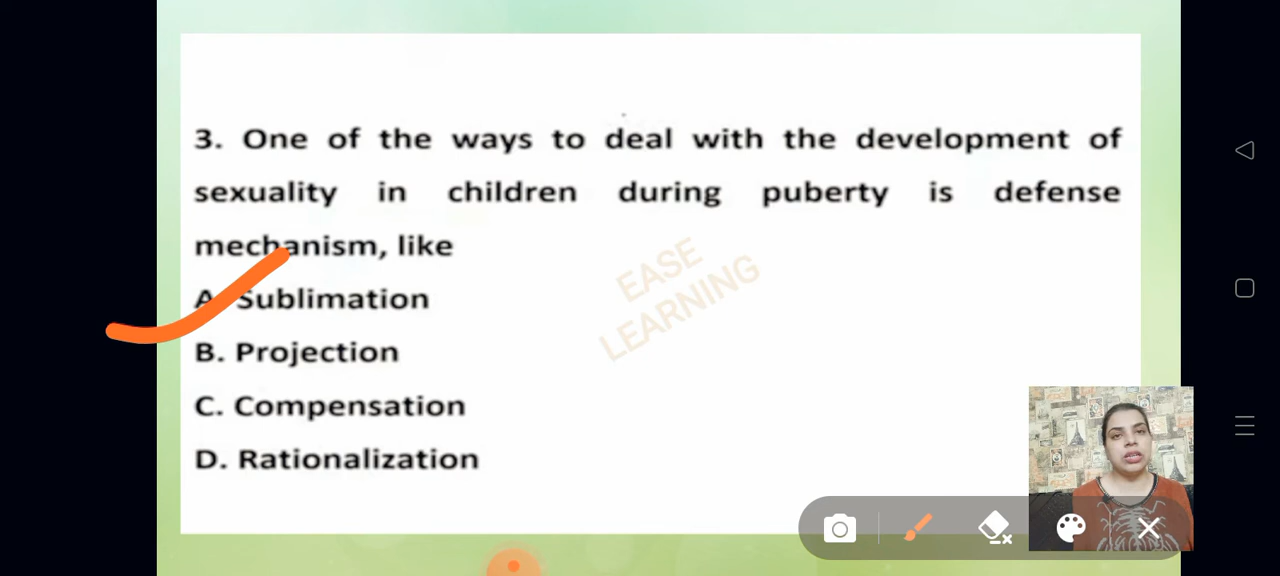 3. One of the ways to deal with the development of
sexuality in children during puberty is defense
mechanism, like
A. Sublimation
B. Projection
C. Compensation
D. Rationalization
EASE
LEARNING